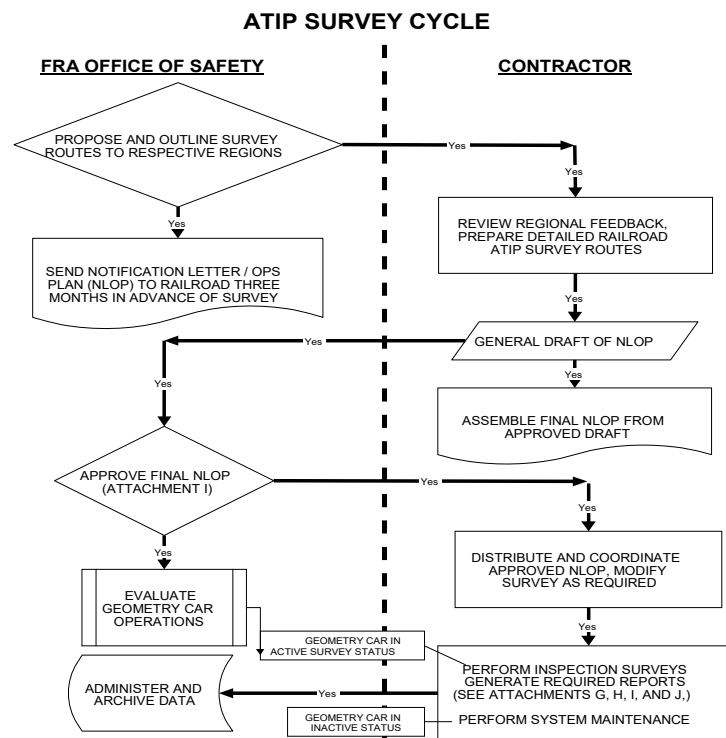 ATIP SURVEY CYCLE
FRA OFFICE OF SAFETY
CONTRACTOR
PROPOSE AND OUTLINE SURVEY
ROUTES TO RESPECTIVE REGIONS
Yes
Yes
Yes
REVIEW REGIONAL FEEDBACK,
PREPARE DETAILED RAILROAD
ATIP SURVEY ROUTES
SEND NOTIFICATION LETTER / OPS
PLAN (NLOP) TO RAILROAD THREE
MONTHS IN ADVANCE OF SURVEY
Yes
GENERAL DRAFT OF NLOP
Yes
Yes
Yes
ASSEMBLE FINAL NLOP FROM
APPROVED DRAFT
APPROVE FINAL NLOP
(ATTACHMENT I)
Yes
Yes
Yes
DISTRIBUTE AND COORDINATE
APPROVED NLOP, MODIFY
SURVEY AS REQUIRED
EVALUATE
GEOMETRY CAR
OPERATIONS
Yes
GEOMETRY CAR IN
ACTIVE SURVEY STATUS
PERFORM INSPECTION SURVEYS
GENERATE REQUIRED REPORTS
(SEE ATTACHMENTS G, H, I, AND J,)
PERFORM SYSTEM MAINTENANCE
Yes
ADMINISTER AND
ARCHIVE DATA
GEOMETRY CAR IN
INACTIVE STATUS